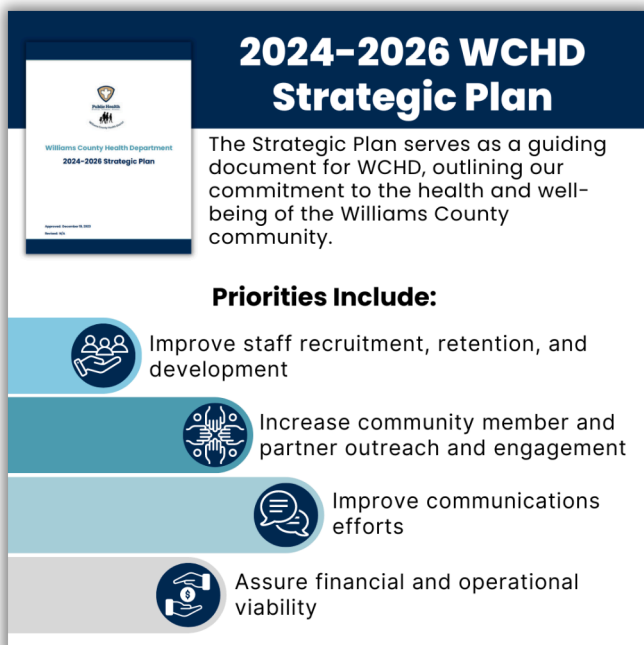 2024-2026 WCHD
Strategic Plan
Public Health
Williams County Health Department
2024-2026 Strategic Plan
Revised: N/A
The Strategic Plan serves as a guiding
document for WCHD, outlining our
commitment to the health and well-
being of the Williams County
community.
Priorities Include:
Improve staff recruitment, retention, and
development
Increase community member and
partner outreach and engagement
Improve communications
efforts
$
Assure financial and operational
viability